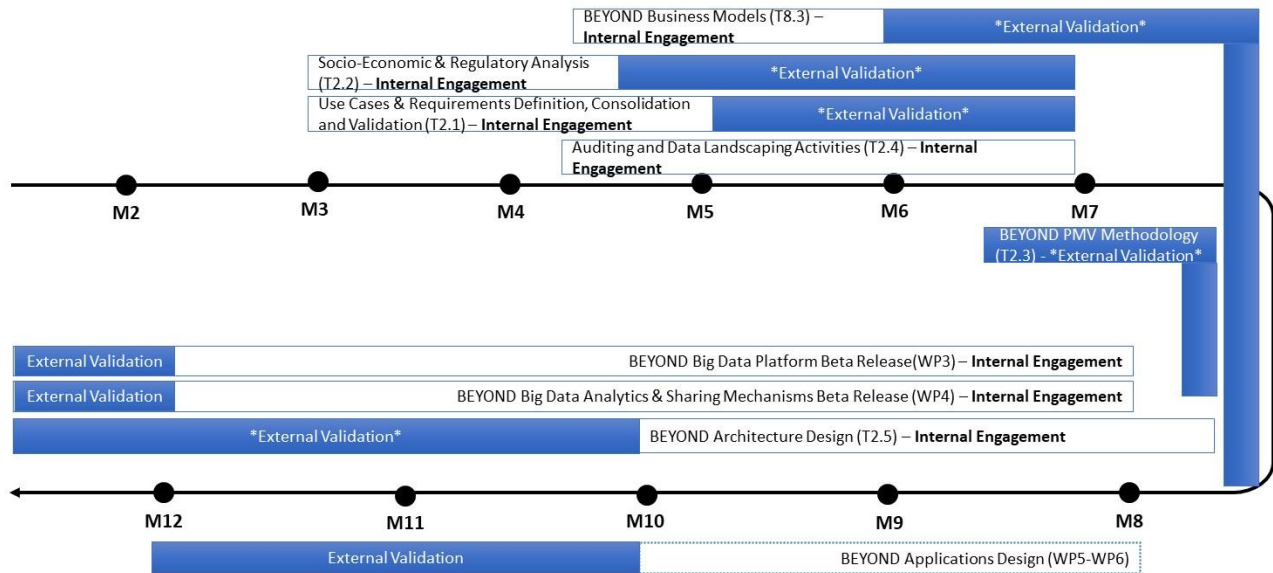 BEYOND Business Models (T8.3) –
Internal Engagement
*External Validation*
Socio-Economic & Regulatory Analysis
(T2.2) – Internal Engagement
*External Validation*
Use Cases & Requirements Definition, Consolidation
and Validation (T2.1) – Internal Engagement
*External Validation*
Auditing and Data Landscaping Activities (T2.4) – Internal
Engagement
M2
M3
M4
M5
M6
M7
BEYOND PMV Methodology
(T2.3) - *External Validation*
External Validation
BEYOND Big Data Platform Beta Release(WP3) – Internal Engagement
External Validation
BEYOND Big Data Analytics & Sharing Mechanisms Beta Release (WP4) – Internal Engagement
*External Validation*
BEYOND Architecture Design (T2.5) – Internal Engagement
M12
M11
M10
M9
M8
External Validation
BEYOND Applications Design (WP5-WP6)